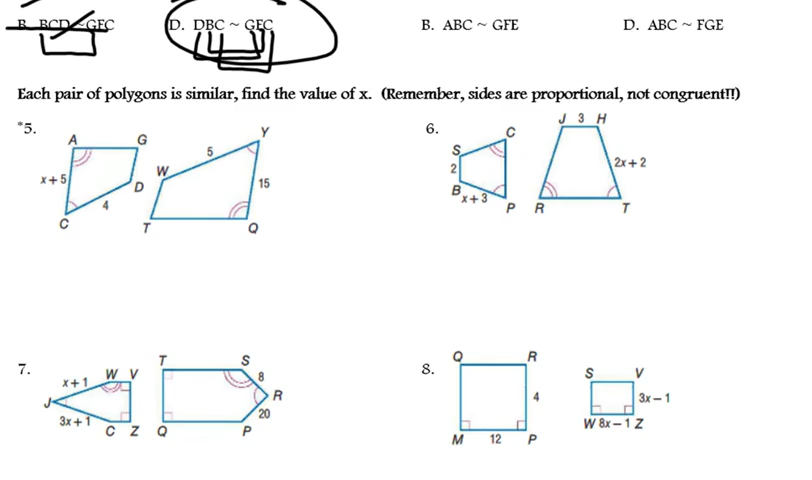 B. BCD ~ GFC D. DBC ~ GFC B. ABC ~ GFE D. ABC ~ FGE
Each pair of polygons is similar, find the value of x. (Remember, sides are proportional, not congruent!!)
*5. 6.
A G Y C J 3 H
5 S
W 2 2x + 2
x + 5 D 15 B
4 x + 3 P R T
C T Q
7. 8.
T S Q R
W V 8 S V
x + 1 R 4 3x – 1
J 20
3x + 1 W 8x – 1 Z
C Z Q P M 12 P